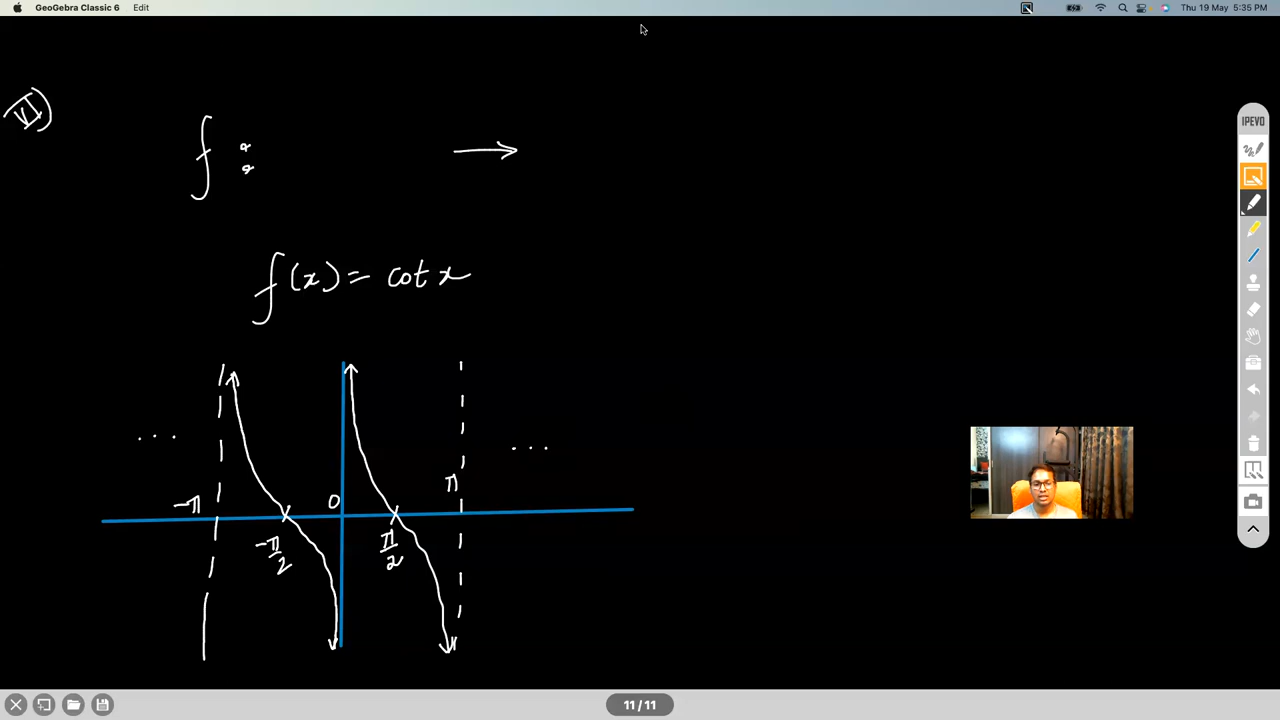 GeoGebra Classic 6 Edit Thu 19 May 5:35 PM
VI)
f : →
IPEVO
f(x) = cot x
... ...
-π 0 π
-π/2 π/2
11/11